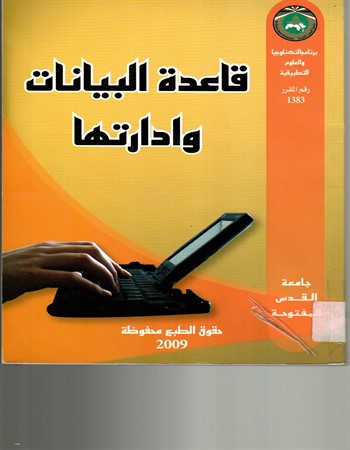 برنامج التكنولوجيا
والعلوم
التطبيقية
رقم المقرر
1383
قاعدة البيانات
وادارتها
جامعة
القدس
المفتوحة
حقوق الطبع محفوظة
2009